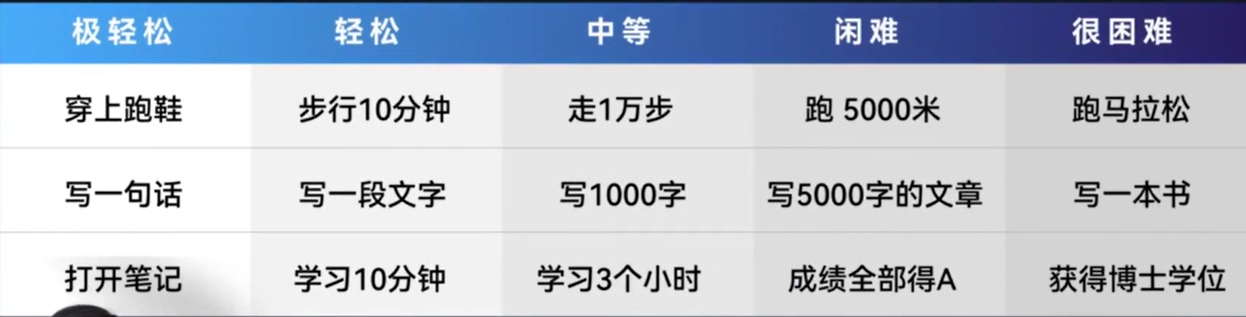 极轻松 轻松 中等 闲难 很困难
穿上跑鞋 步行10分钟 走1万步 跑 5000米 跑马拉松
写一句话 写一段文字 写1000字 写5000字的文章 写一本书
打开笔记 学习10分钟 学习3个小时 成绩全部得A 获得博士学位